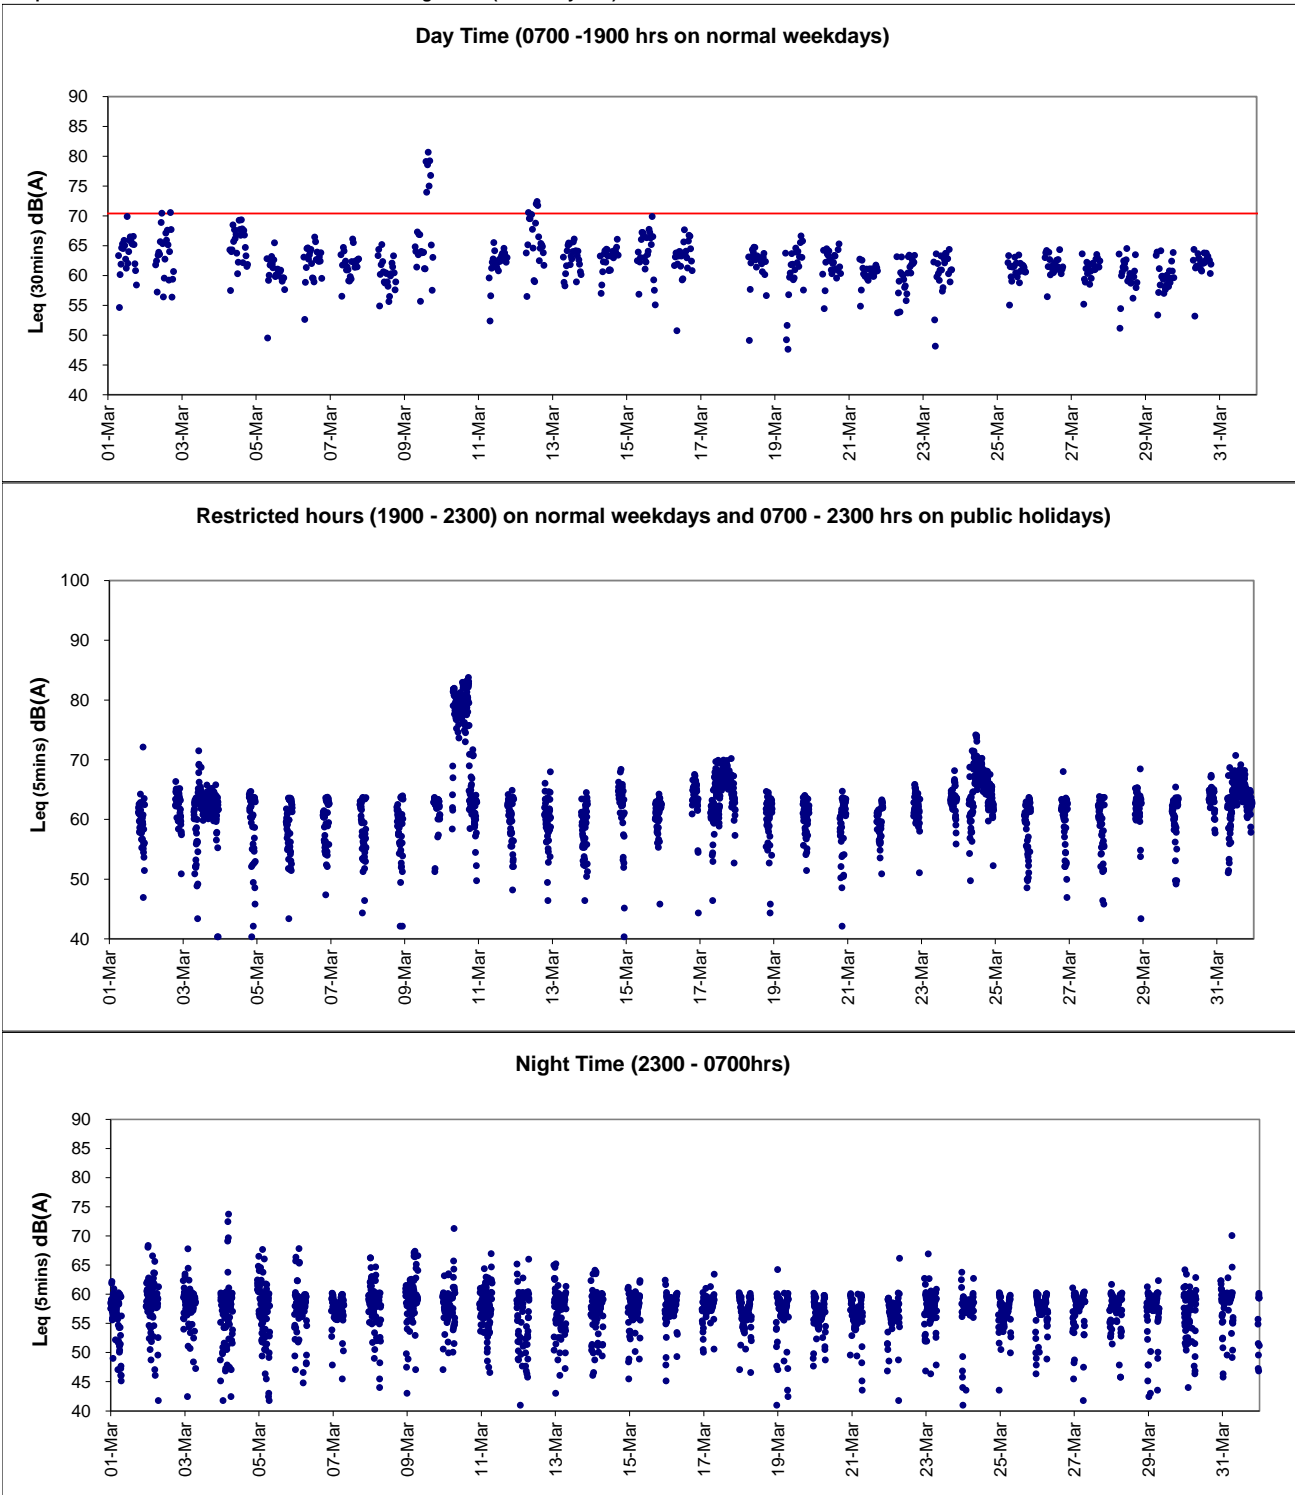 Day Time (0700 -1900 hrs on normal weekdays)
Leq (30mins) dB(A)
90
85
80
75
70
65
60
55
50
45
40
01-Mar
03-Mar
05-Mar
07-Mar
09-Mar
11-Mar
13-Mar
15-Mar
17-Mar
19-Mar
21-Mar
23-Mar
25-Mar
27-Mar
29-Mar
31-Mar
Restricted hours (1900 - 2300) on normal weekdays and 0700 - 2300 hrs on public holidays)
Leq (5mins) dB(A)
100
90
80
70
60
50
40
01-Mar
03-Mar
05-Mar
07-Mar
09-Mar
11-Mar
13-Mar
15-Mar
17-Mar
19-Mar
21-Mar
23-Mar
25-Mar
27-Mar
29-Mar
31-Mar
Night Time (2300 - 0700hrs)
Leq (5mins) dB(A)
90
85
80
75
70
65
60
55
50
45
40
01-Mar
03-Mar
05-Mar
07-Mar
09-Mar
11-Mar
13-Mar
15-Mar
17-Mar
19-Mar
21-Mar
23-Mar
25-Mar
27-Mar
29-Mar
31-Mar